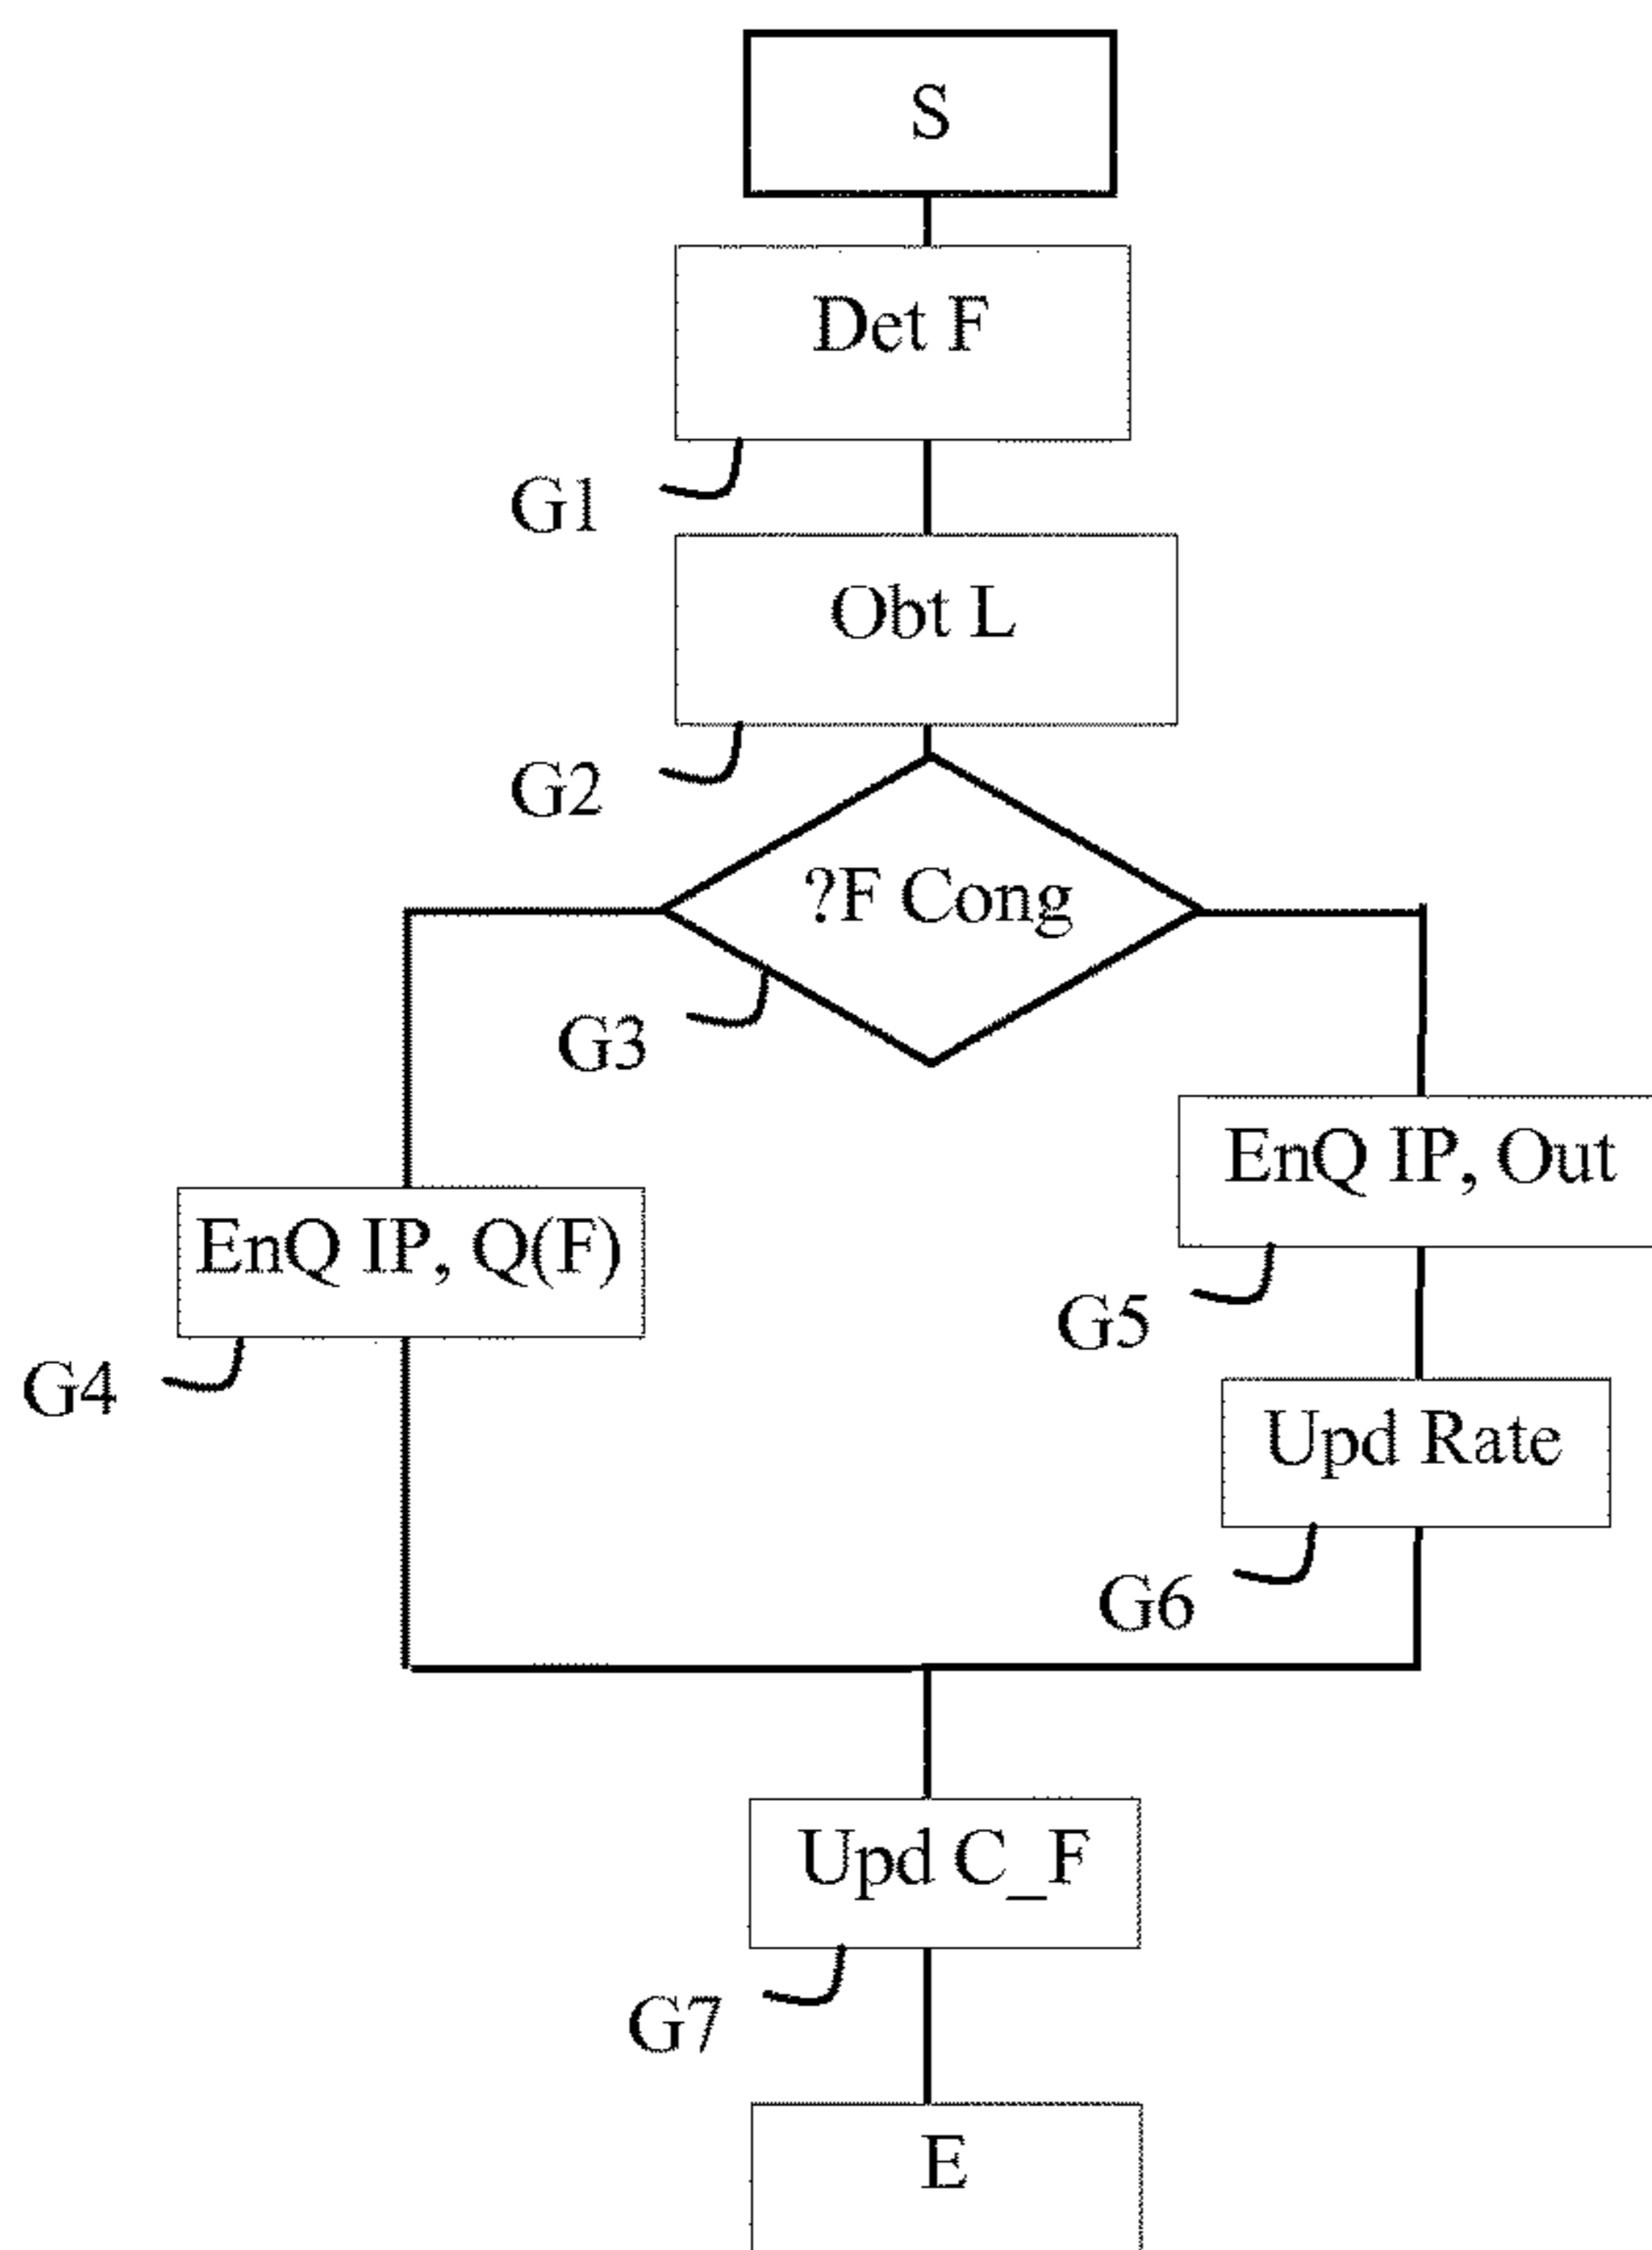 S
Det F
G1
Obt L
G2
?F Cong
G3
EnQ IP, Out
EnQ IP, Q(F)
G5
G4
Upd Rate
G6
Upd C_F
G7
E